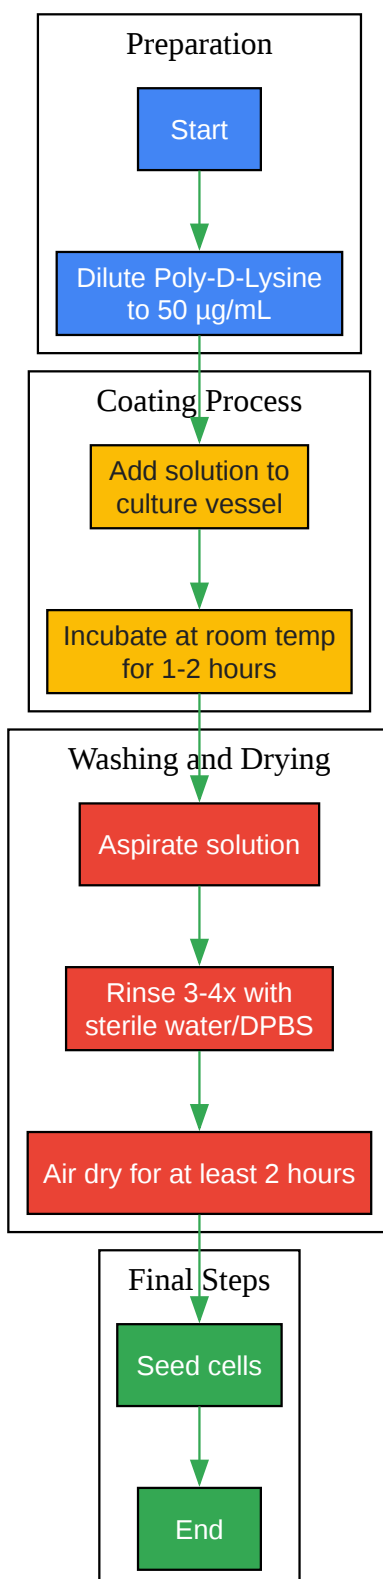 Preparation
Start
Dilute Poly-D-Lysine
to 50 µg/mL
Coating Process
Add solution to
culture vessel
Incubate at room temp
for 1-2 hours
Washing and Drying
Aspirate solution
Rinse 3-4x with
sterile water/DPBS
Air dry for at least 2 hours
Final Steps
Seed cells
End